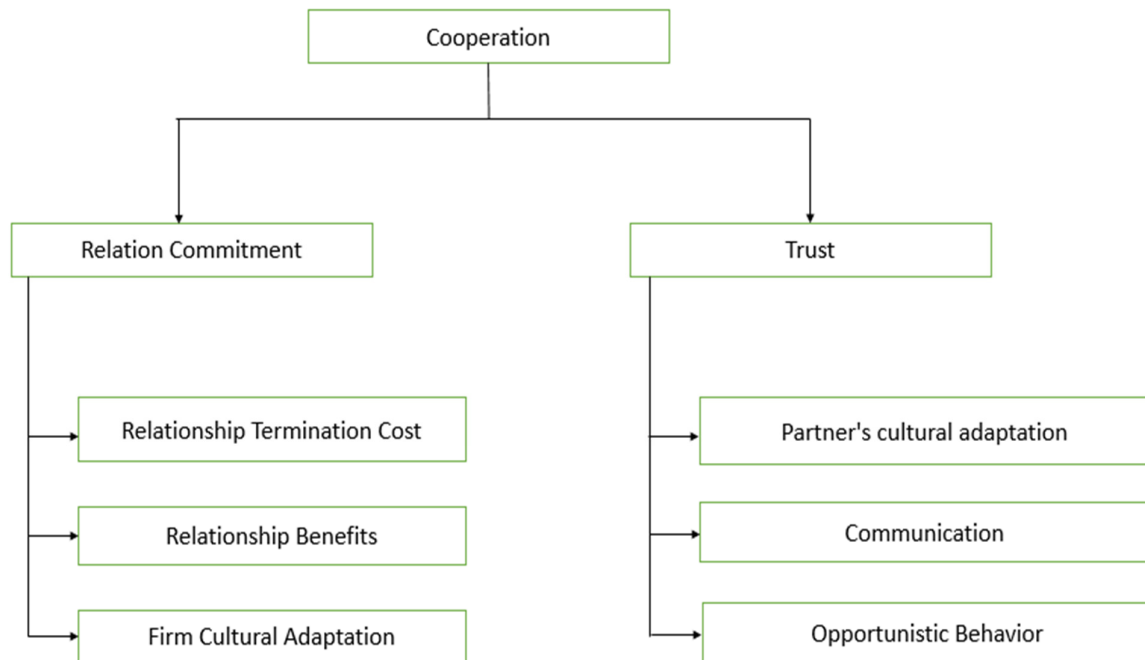 Cooperation
Relation Commitment
Trust
Relationship Termination Cost
Partner's cultural adaptation
Relationship Benefits
Communication
Firm Cultural Adaptation
Opportunistic Behavior